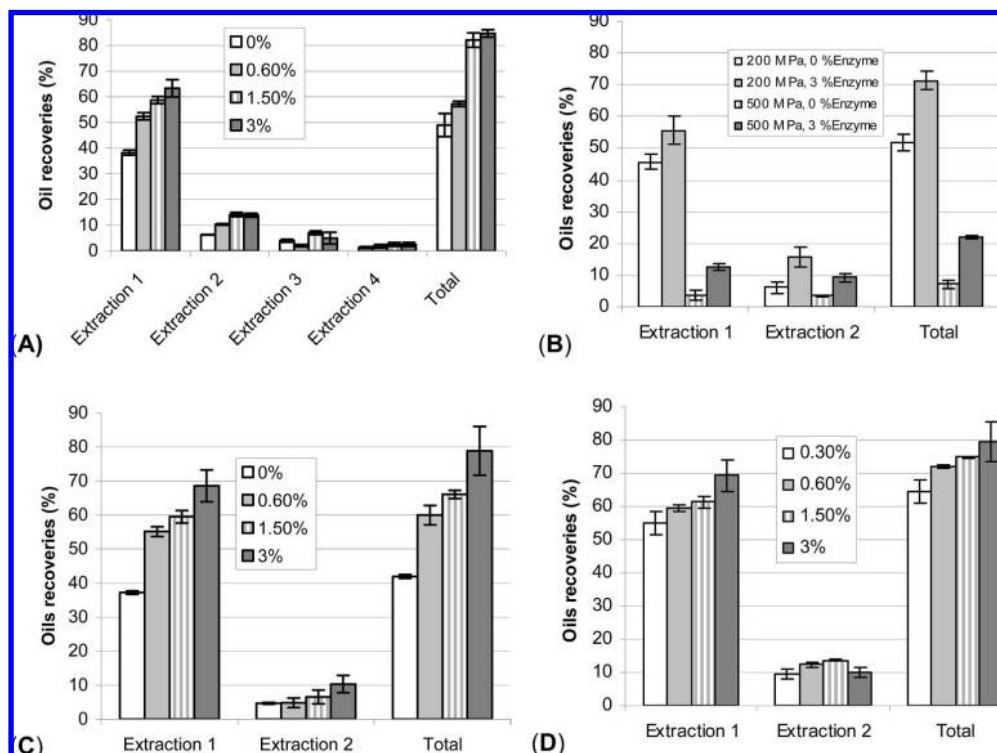 90
80
70
60
50
40
30
20
10
0
Oil recoveries (%)
0%
0.60%
1.50%
3%
Extraction 1
Extraction 2
Extraction 3
Extraction 4
Total
(A)
90
80
70
60
50
40
30
20
10
0
Oils recoveries (%)
200 MPa, 0 %Enzyme
200 MPa, 3 %Enzyme
500 MPa, 0 %Enzyme
500 MPa, 3 %Enzyme
Extraction 1
Extraction 2
Total
(B)
90
80
70
60
50
40
30
20
10
0
Oils recoveries (%)
0%
0.60%
1.50%
3%
Extraction 1
Extraction 2
Total
(C)
90
80
70
60
50
40
30
20
10
0
Oils recoveries (%)
0.30%
0.60%
1.50%
3%
Extraction 1
Extraction 2
Total
(D)